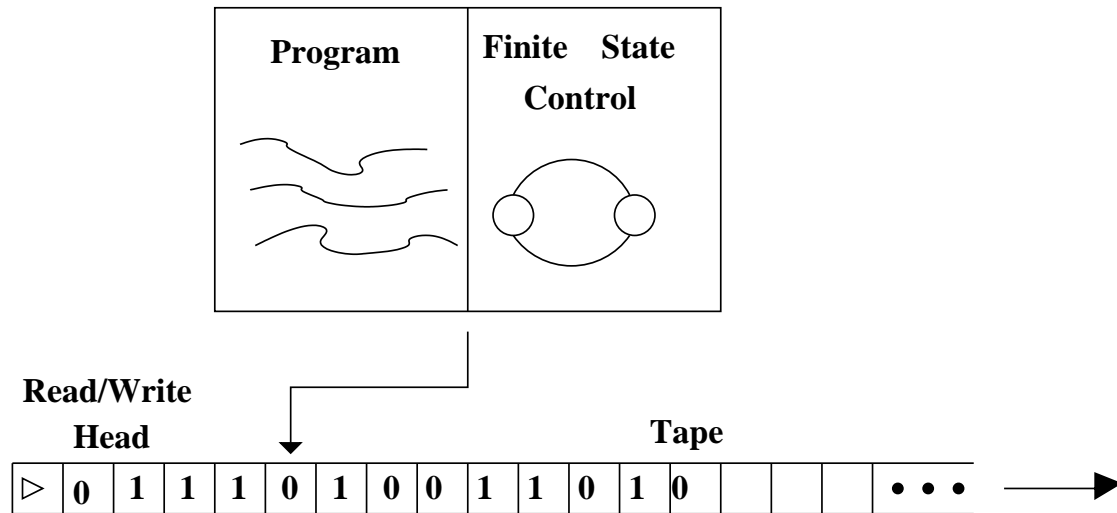 Program
Finite State
Control
Read/Write
Head
Tape
▷ 0 1 1 1 0 1 0 0 1 1 0 1 0 • • •